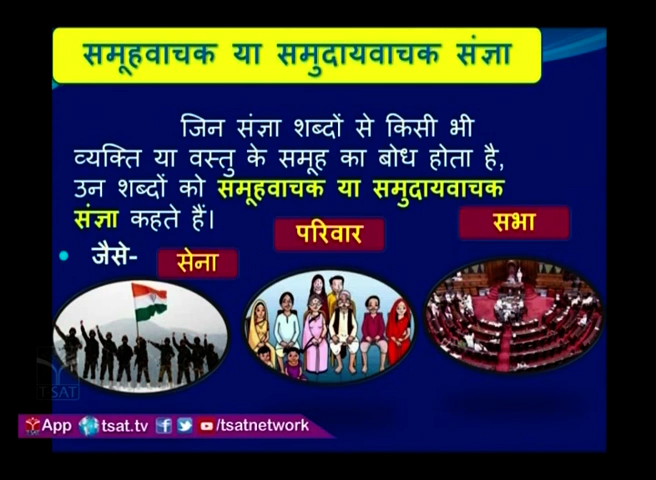 समूहवाचक या समुदायवाचक संज्ञा
जिन संज्ञा शब्दों से किसी भी
व्यक्ति या वस्तु के समूह का बोध होता है,
उन शब्दों को समूहवाचक या समुदायवाचक
संज्ञा कहते हैं।
जैसे-
सेना
परिवार
सभा
T SAT
App tsat.tv /tsatnetwork